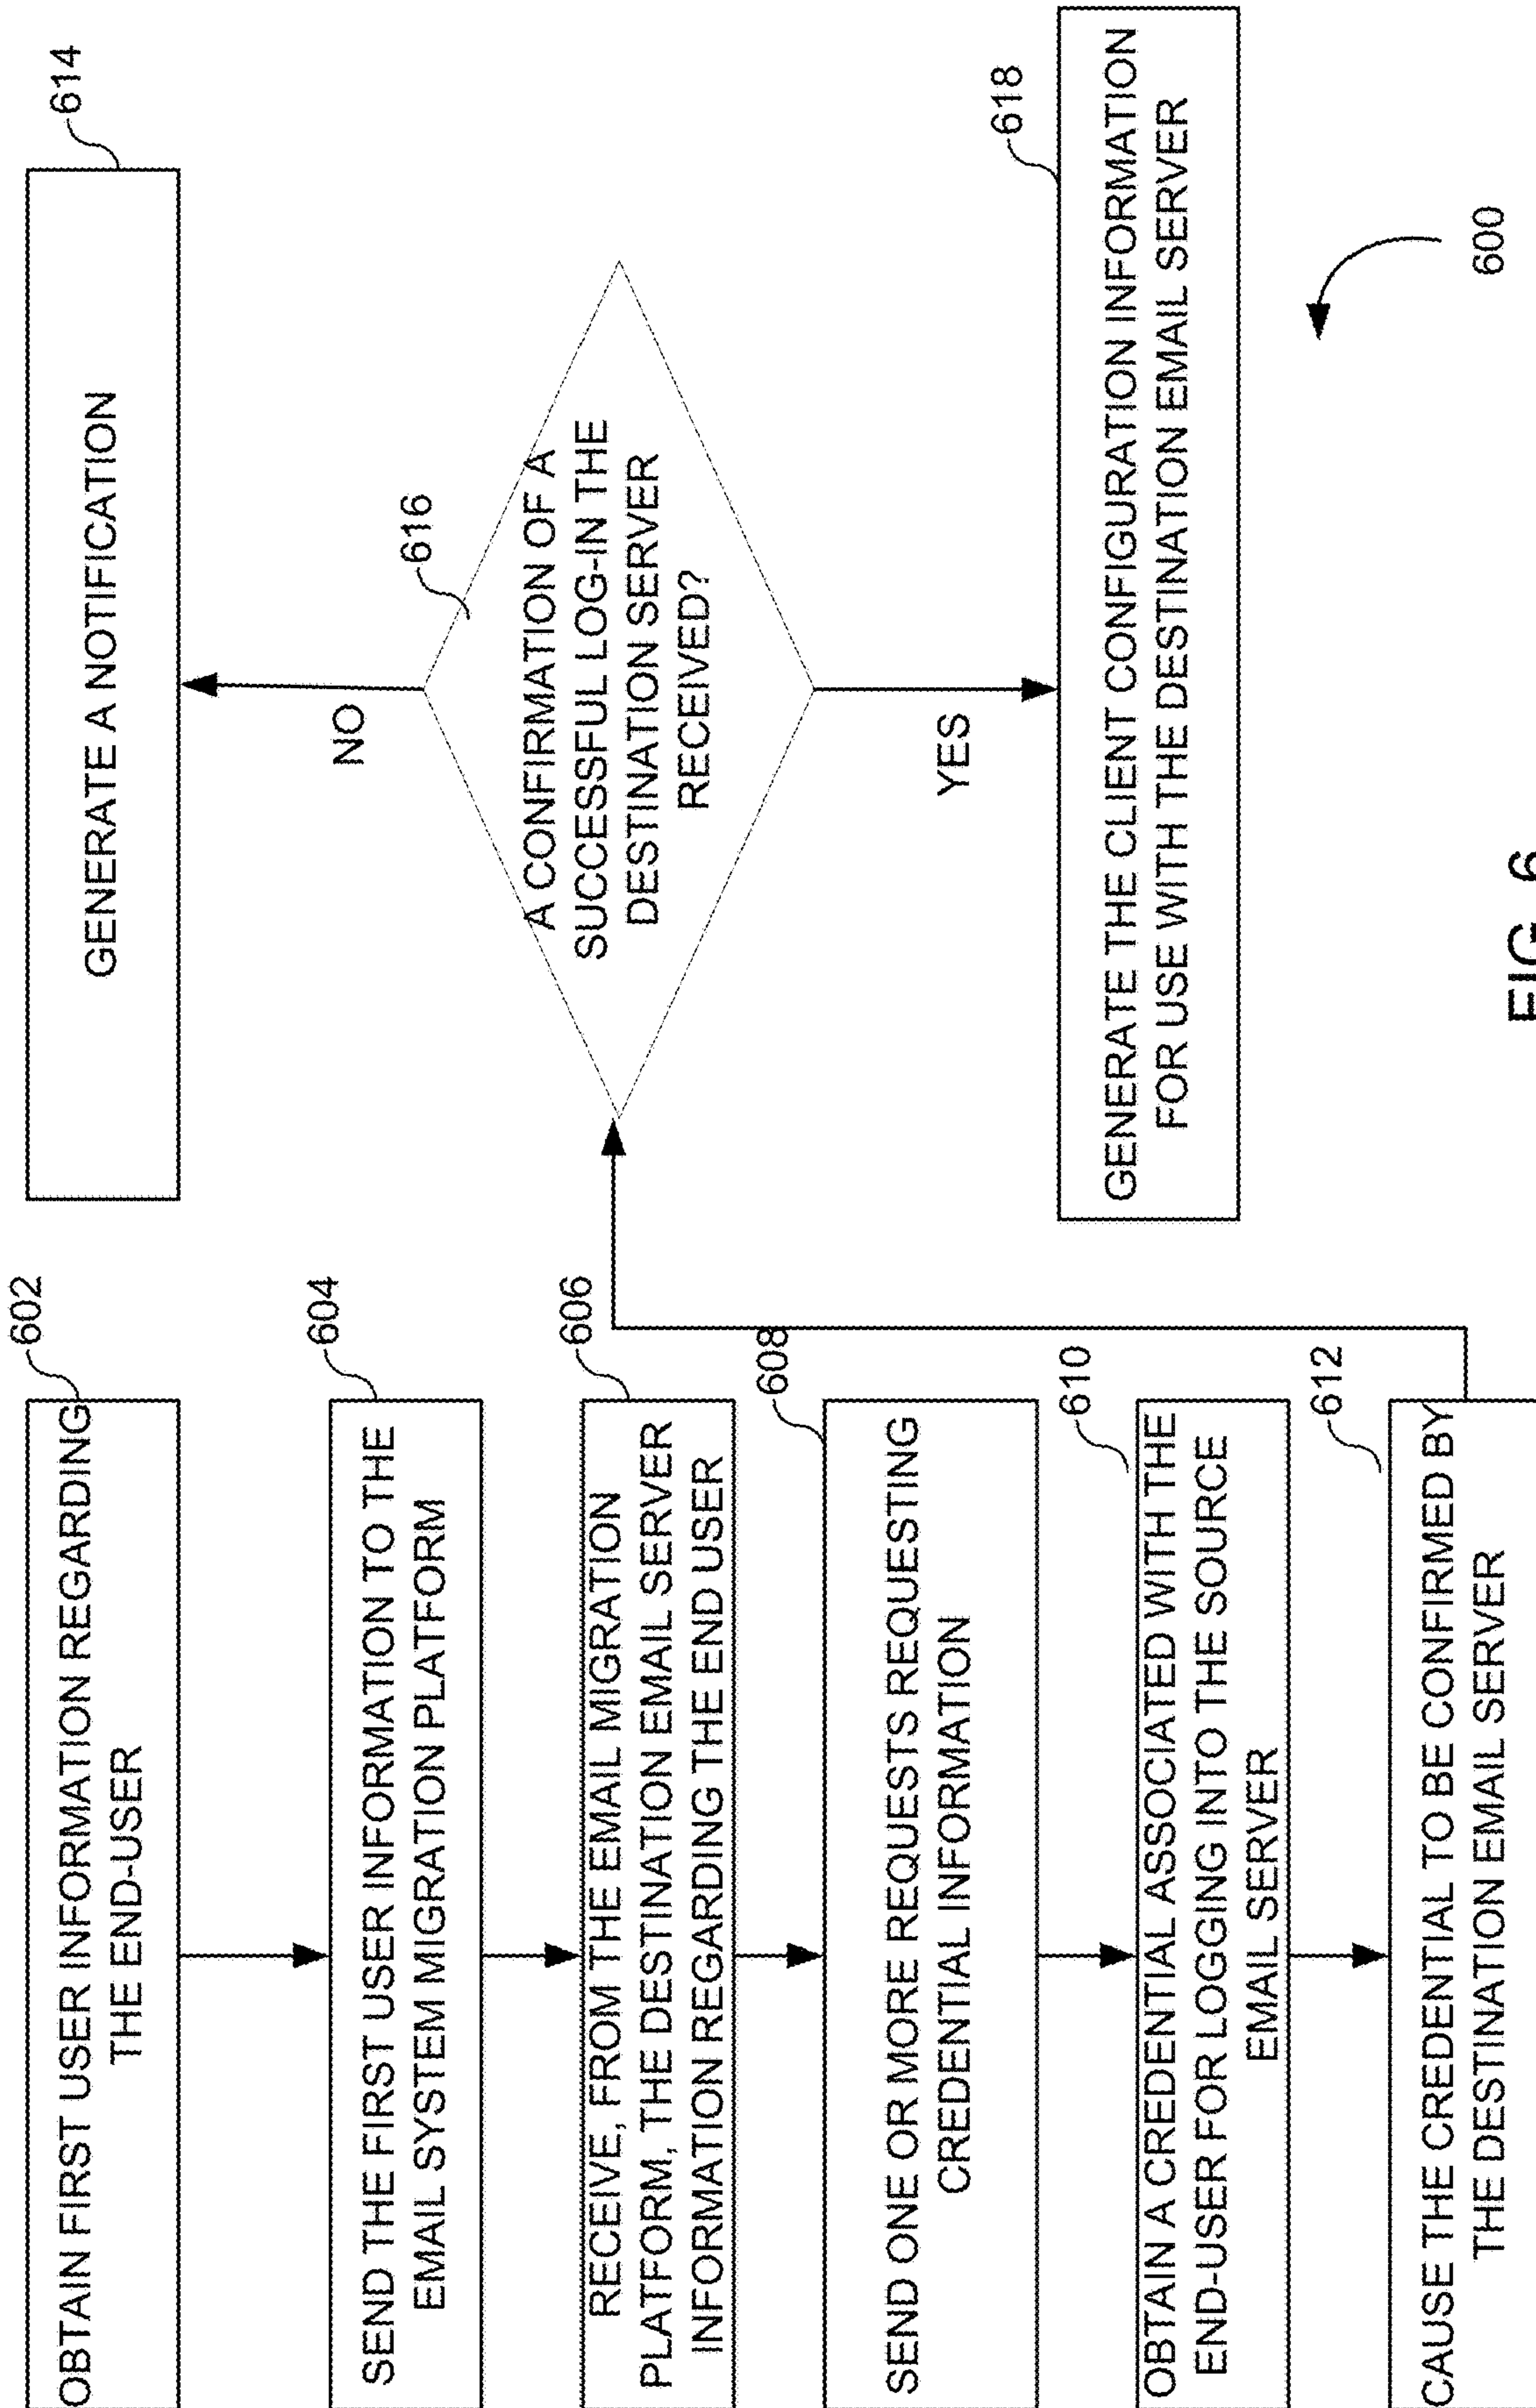 602
OBTAIN FIRST USER INFORMATION REGARDING
THE END-USER
604
SEND THE FIRST USER INFORMATION TO THE
EMAIL SYSTEM MIGRATION PLATFORM
606
RECEIVE, FROM THE EMAIL MIGRATION
PLATFORM, THE DESTINATION EMAIL SERVER
INFORMATION REGARDING THE END USER
608
SEND ONE OR MORE REQUESTS REQUESTING
CREDENTIAL INFORMATION
610
OBTAIN A CREDENTIAL ASSOCIATED WITH THE
END-USER FOR LOGGING INTO THE SOURCE
EMAIL SERVER
612
CAUSE THE CREDENTIAL TO BE CONFIRMED BY
THE DESTINATION EMAIL SERVER
614
GENERATE A NOTIFICATION
NO
616
A CONFIRMATION OF A
SUCCESSFUL LOG-IN THE
DESTINATION SERVER
RECEIVED?
YES
618
GENERATE THE CLIENT CONFIGURATION INFORMATION
FOR USE WITH THE DESTINATION EMAIL SERVER
600
FIG. 6